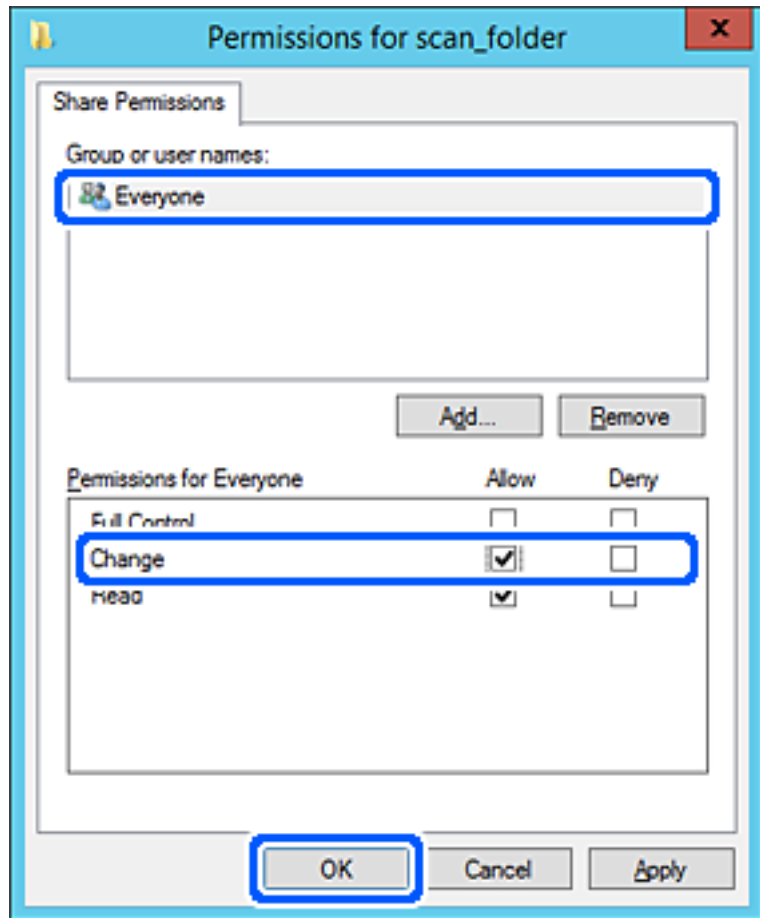 Permissions for scan_folder
x
Share Permissions
Group or user names:
Everyone
Add... Remove
Permissions for Everyone Allow Deny
Full Control
Change
Read
OK Cancel Apply